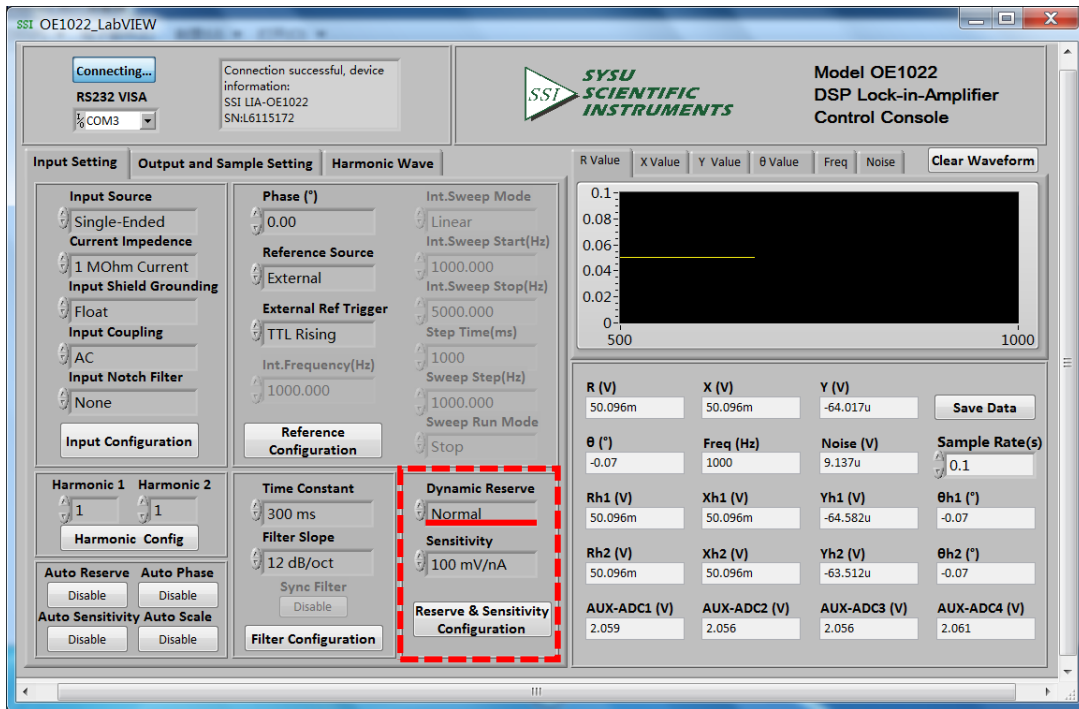 SSI OE1022_LabVIEW
Connecting...
RS232 VISA
COM3
Connection successful, device
information:
SSI LIA-OE1022
SN:L6115172
SSI
SYSU
SCIENTIFIC
INSTRUMENTS
Model OE1022
DSP Lock-in-Amplifier
Control Console
Input Setting
Output and Sample Setting
Harmonic Wave
Input Source
Single-Ended
Current Impedance
1 MOhm Current
Input Shield Grounding
Float
Input Coupling
AC
Input Notch Filter
None
Input Configuration
Phase (°)
0.00
Reference Source
External
External Ref Trigger
TTL Rising
Int.Frequency(Hz)
1000.000
Reference
Configuration
Int.Sweep Mode
Linear
Int.Sweep Start(Hz)
1000.000
Int.Sweep Stop(Hz)
5000.000
Step Time(ms)
1000
Sweep Step(Hz)
1000.000
Sweep Run Mode
Stop
Harmonic 1 Harmonic 2
1 1
Harmonic Config
Auto Reserve Auto Phase
Disable Disable
Auto Sensitivity Auto Scale
Disable Disable
Time Constant
300 ms
Filter Slope
12 dB/oct
Sync Filter
Disable
Filter Configuration
Dynamic Reserve
Normal
Sensitivity
100 mV/nA
Reserve & Sensitivity
Configuration
R Value X Value Y Value θ Value Freq Noise Clear Waveform
0.1
0.08
0.06
0.04
0.02
0
500 1000
R (V) X (V) Y (V)
50.096m 50.096m -64.017u Save Data
θ (°) Freq (Hz) Noise (V) Sample Rate(s)
-0.07 1000 9.137u 0.1
Rh1 (V) Xh1 (V) Yh1 (V) θh1 (°)
50.096m 50.096m -64.582u -0.07
Rh2 (V) Xh2 (V) Yh2 (V) θh2 (°)
50.096m 50.096m -63.512u -0.07
AUX-ADC1 (V) AUX-ADC2 (V) AUX-ADC3 (V) AUX-ADC4 (V)
2.059 2.056 2.056 2.061